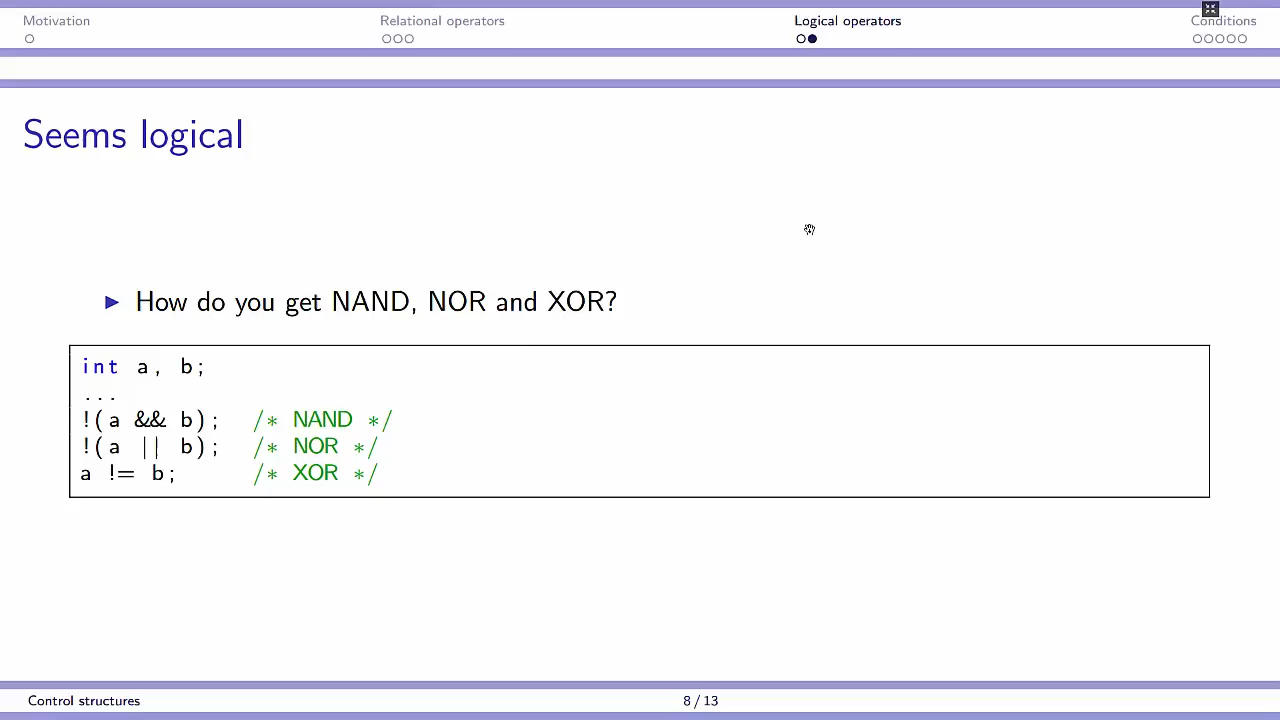 Motivation Relational operators Logical operators Conditions
Seems logical
How do you get NAND, NOR and XOR?
int a, b;
...
!(a && b); /* NAND */
!(a || b); /* NOR */
a != b; /* XOR */
Control structures 8 / 13